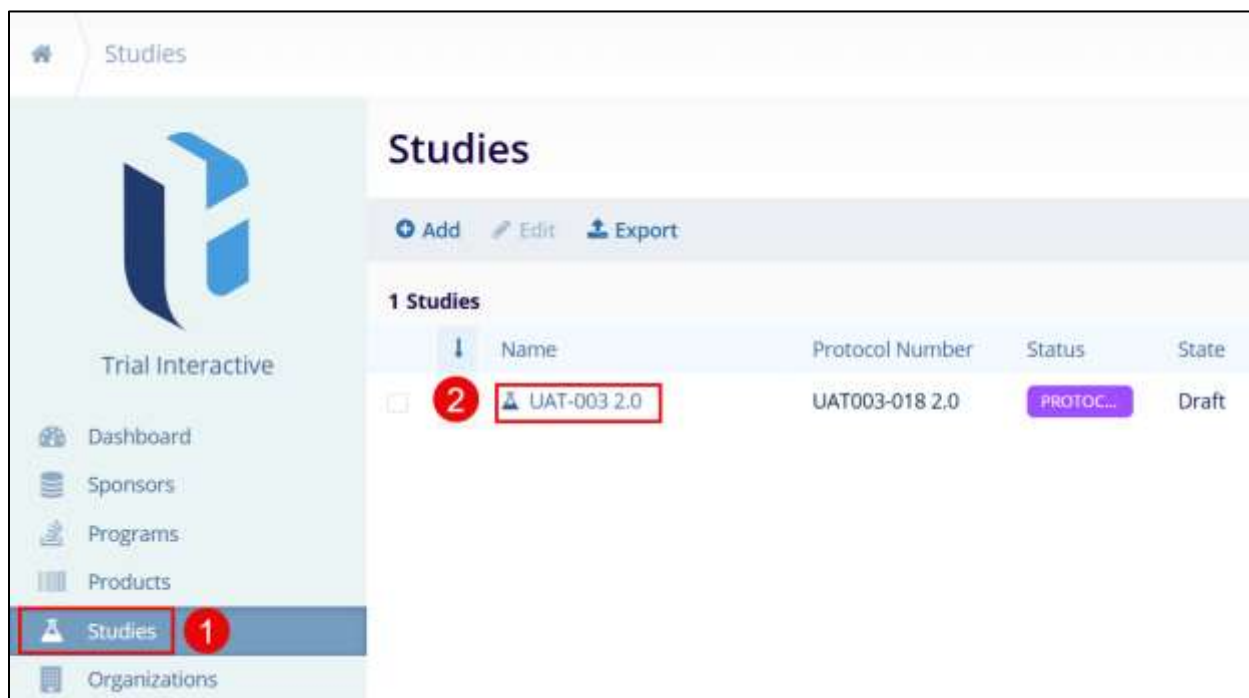 Studies
Trial Interactive
Dashboard
Sponsors
Programs
Products
Studies 1
Organizations
Studies
Add Edit Export
1 Studies
Name Protocol Number Status State
2 UAT-003 2.0 UAT003-018 2.0 PROTOC... Draft